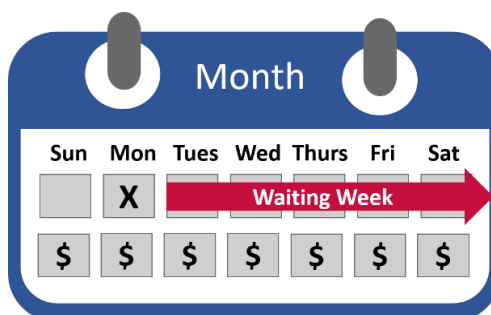 Month
Sun Mon Tues Wed Thurs Fri Sat
X Waiting Week
$ $ $ $ $ $ $